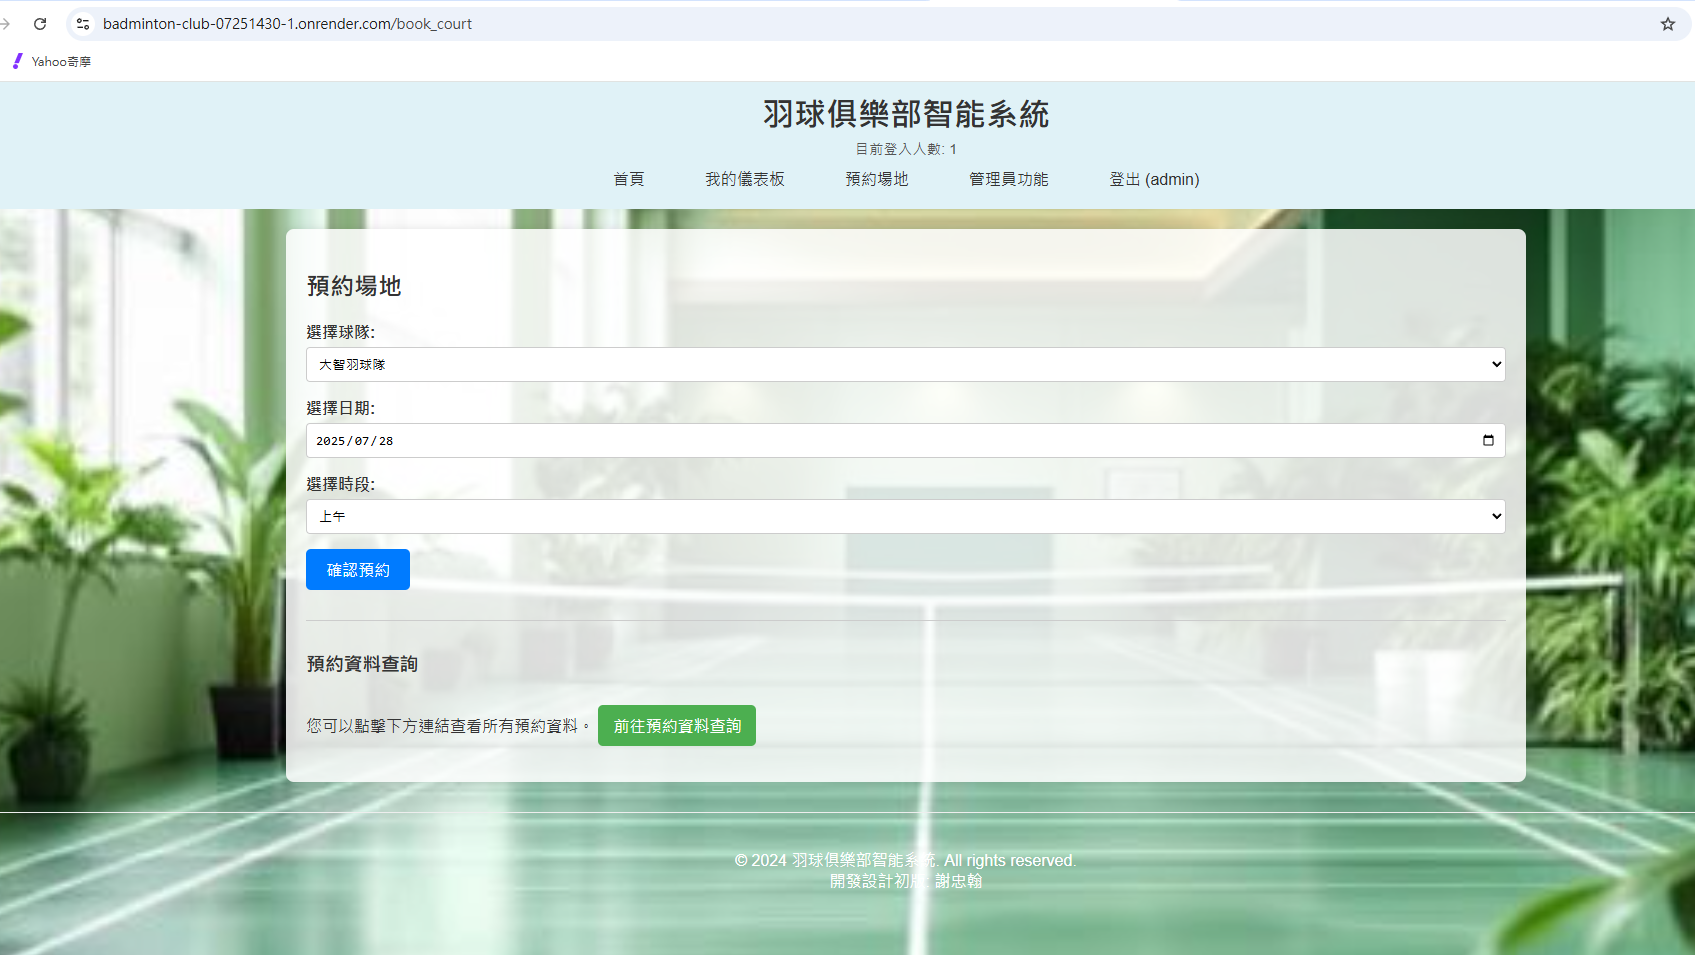 badminton-club-07251430-1.onrender.com/book_court
Yahoo奇摩
羽球俱樂部智能系統
目前登入人數: 1
首頁 我的儀表板 預約場地 管理員功能 登出 (admin)
預約場地
選擇球隊:
大智羽球隊
選擇日期:
2025/07/28
選擇時段:
上午
確認預約
預約資料查詢
您可以點擊下方連結查看所有預約資料。 前往預約資料查詢
© 2024 羽球俱樂部智能系統. All rights reserved.
開發設計初版: 謝忠翰